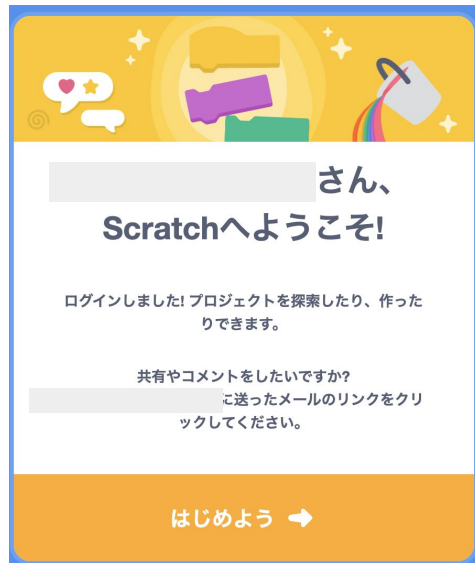 さん、
Scratchへようこそ!
ログインしました! プロジェクトを探索したり、作った
りできます。
共有やコメントをしたいですか?
に送ったメールのリンクをクリ
ックしてください。
はじめよう